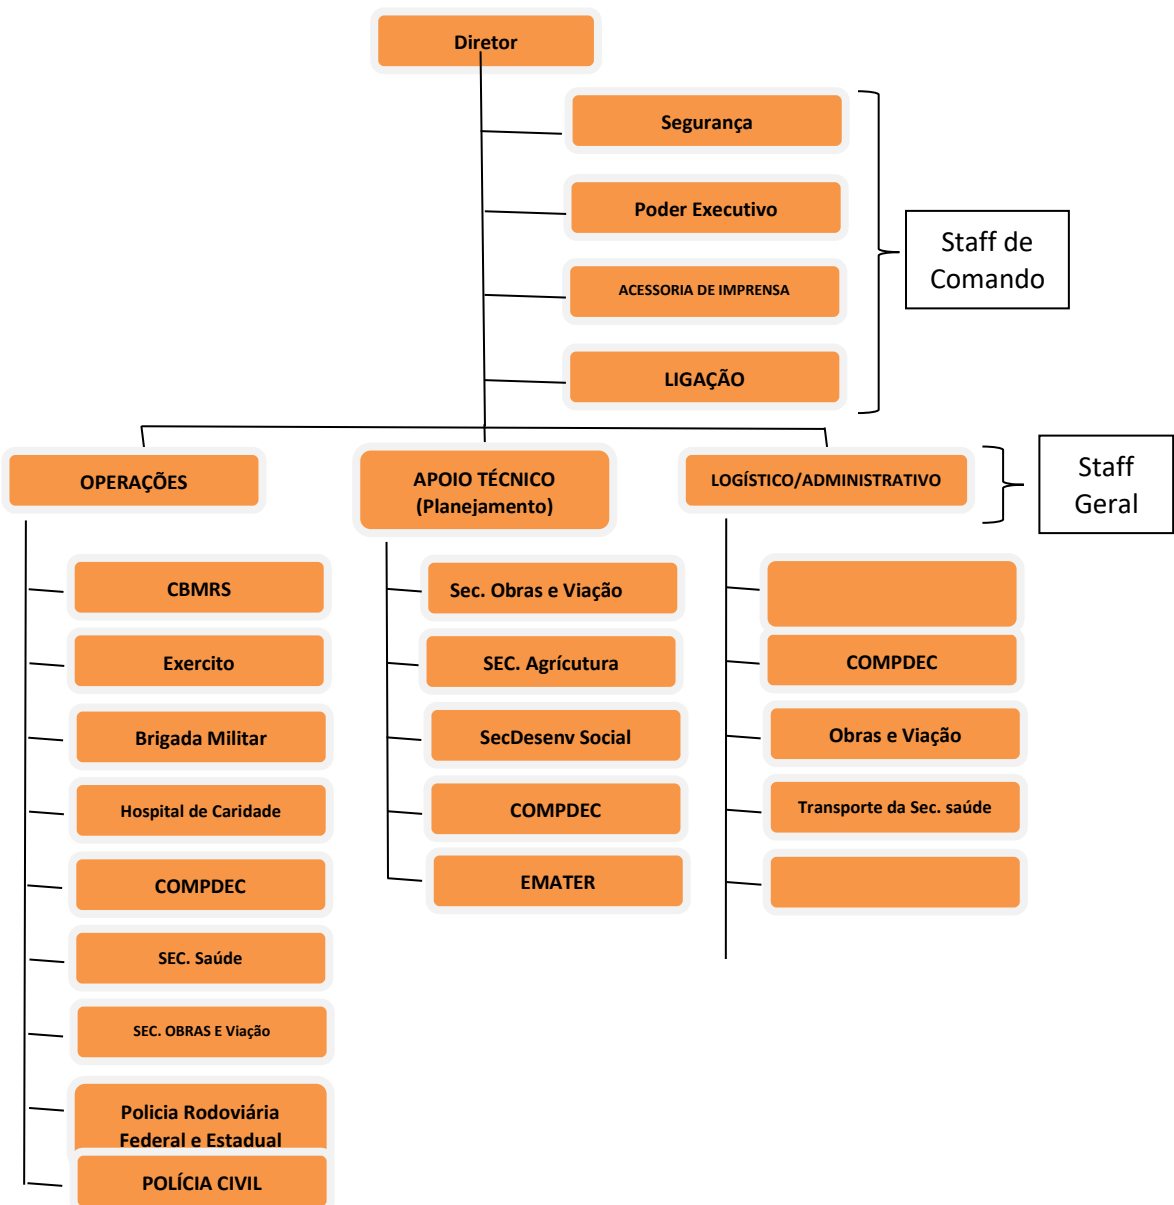 Diretor
Segurança
Poder Executivo
ACESSORIA DE IMPRENSA
LIGAÇÃO
Staff de
Comando
OPERAÇÕES
APOIO TÉCNICO
(Planejamento)
LOGÍSTICO/ADMINISTRATIVO
Staff
Geral
CBMRS
Exercito
Brigada Militar
Hospital de Caridade
COMPDEC
SEC. Saúde
SEC. OBRAS E Viação
Policia Rodoviária
Federal e Estadual
POLÍCIA CIVIL
Sec. Obras e Viação
SEC. Agrícutura
SecDesenv Social
COMPDEC
EMATER
COMPDEC
Obras e Viação
Transporte da Sec. saúde